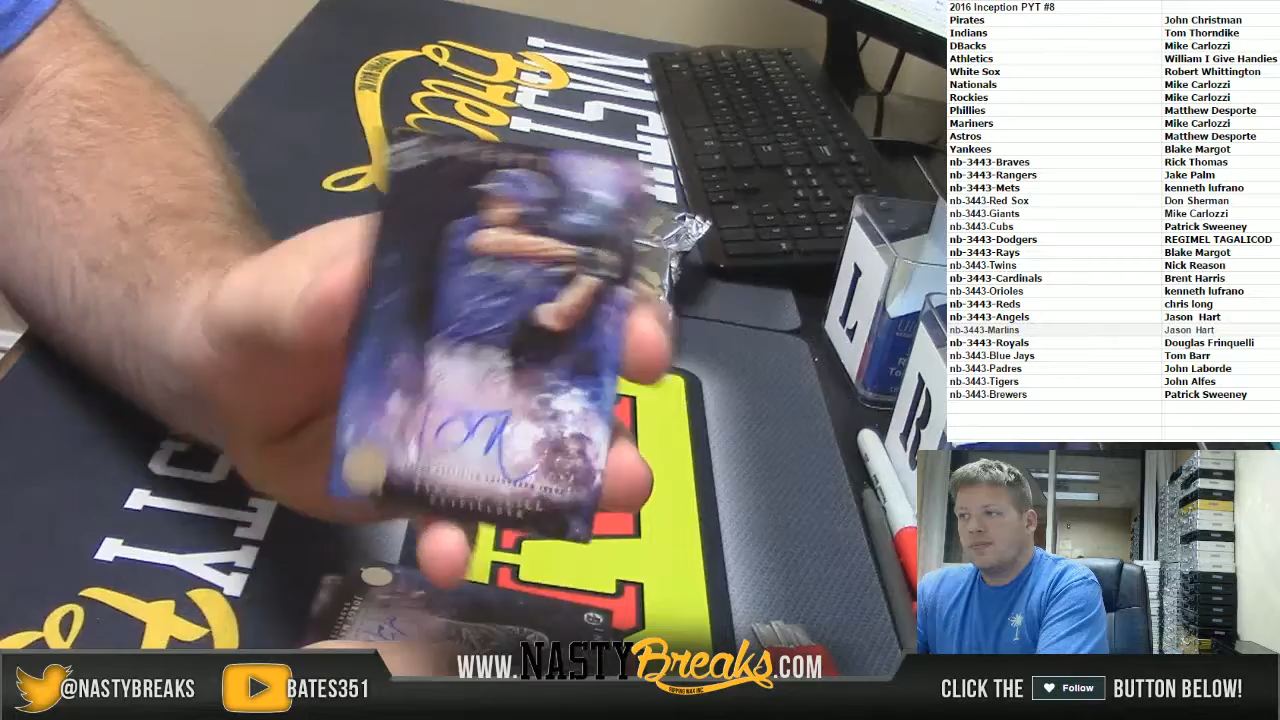 2016 Inception PYT #8
Pirates John Christman
Indians Tom Thorndike
DBacks Mike Carlozzi
Athletics William I Give Handies
White Sox Robert Whittington
Nationals Mike Carlozzi
Rockies Mike Carlozzi
Phillies Matthew Desporte
Mariners Mike Carlozzi
Astros Matthew Desporte
Yankees Blake Margot
nb-3443-Braves Rick Thomas
nb-3443-Rangers Jake Palm
nb-3443-Mets kenneth lufrano
nb-3443-Red Sox Don Sherman
nb-3443-Giants Mike Carlozzi
nb-3443-Cubs Patrick Sweeney
nb-3443-Dodgers REGIMEL TAGALICOD
nb-3443-Rays Blake Margot
nb-3443-Twins Nick Reason
nb-3443-Cardinals Brent Harris
nb-3443-Orioles kenneth lufrano
nb-3443-Reds chris long
nb-3443-Angels Jason Hart
nb-3443-Marlins Jason Hart
nb-3443-Royals Douglas Frinquelli
nb-3443-Blue Jays Tom Barr
nb-3443-Padres John Laborde
nb-3443-Tigers John Alfes
nb-3443-Brewers Patrick Sweeney
L
R
@NASTYBREAKS
BATES351
WWW.NASTYBreaks.COM
RIPPING WAX INC
CLICK THE Follow BUTTON BELOW!